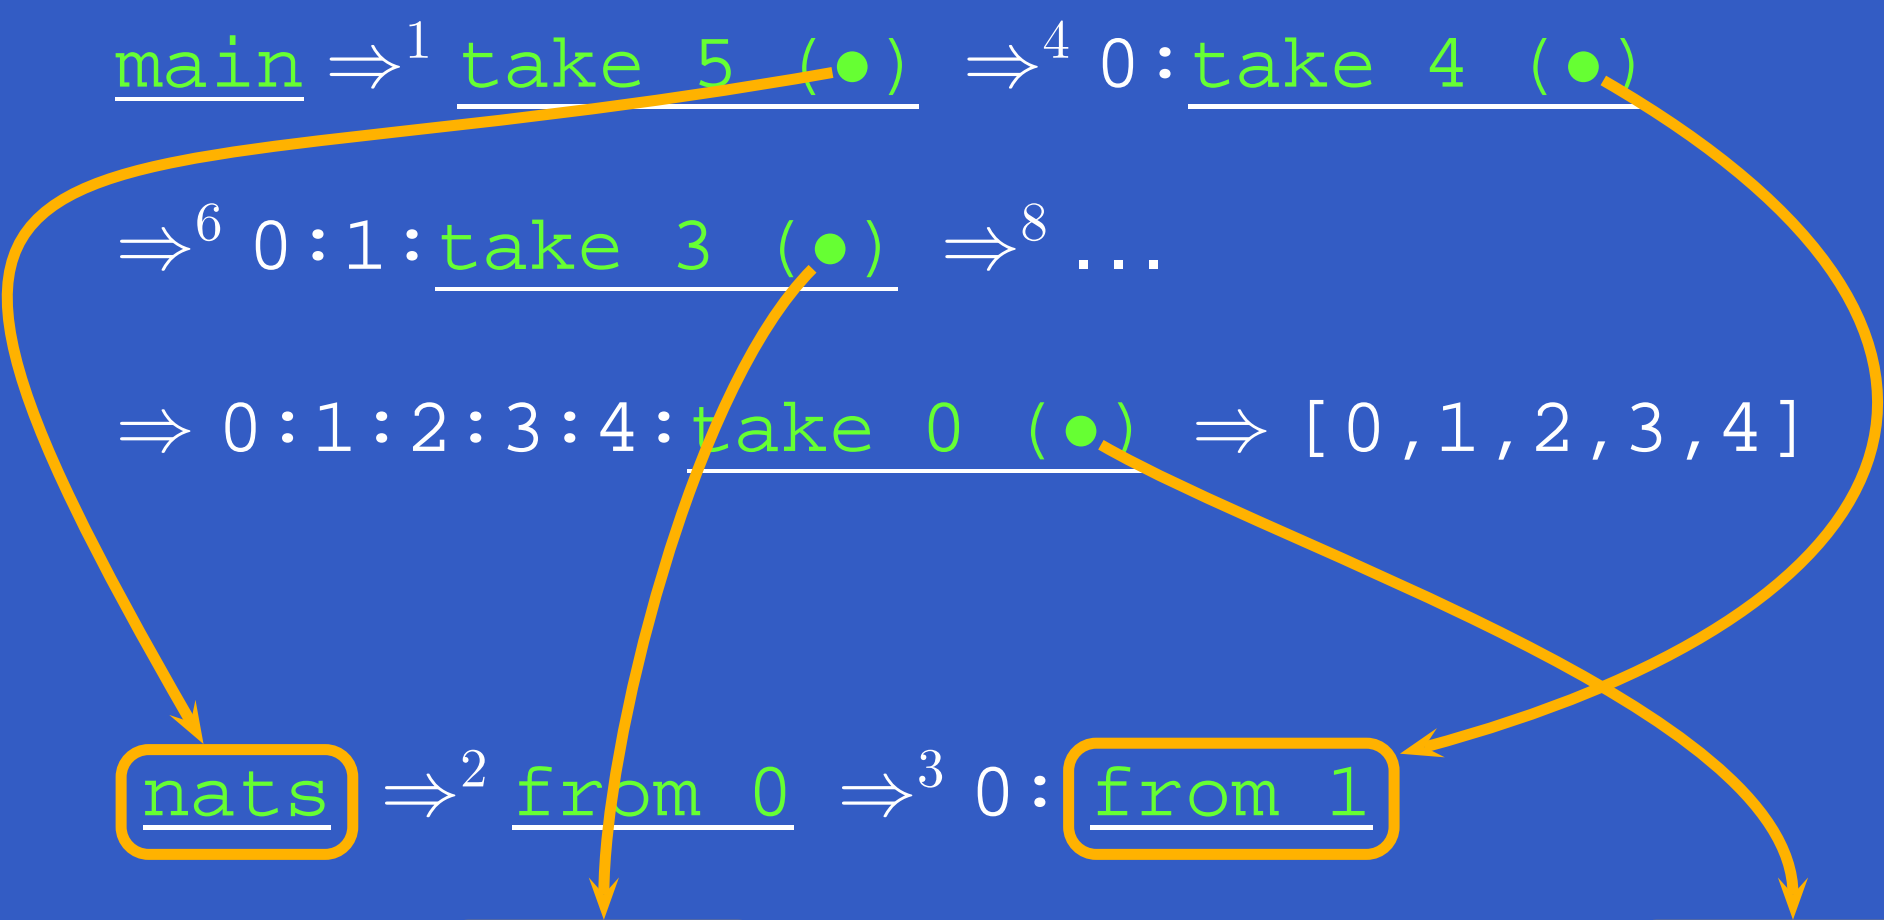 main ⇒¹ take 5 (●) ⇒⁴ 0:take 4 (●)
⇒⁶ 0:1:take 3 (●) ⇒⁸ ...
⇒ 0:1:2:3:4:take 0 (●) ⇒ [0,1,2,3,4]
nats ⇒² from 0 ⇒³ 0:from 1